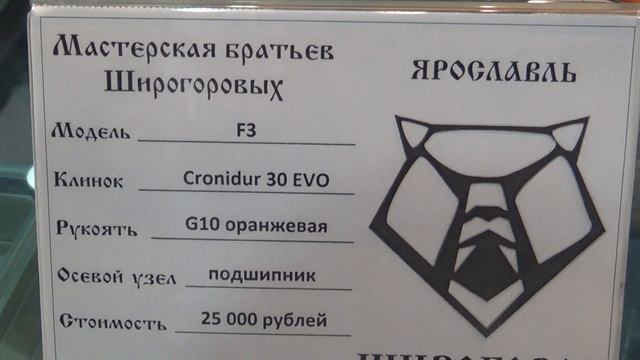 Мастерская братьев
Широгоровых
ЯРОСЛАВЛЬ
Модель F3
Клинок Cronidur 30 EVO
Рукоять G10 оранжевая
Осевой узел подшипник
Стоимость 25 000 рублей